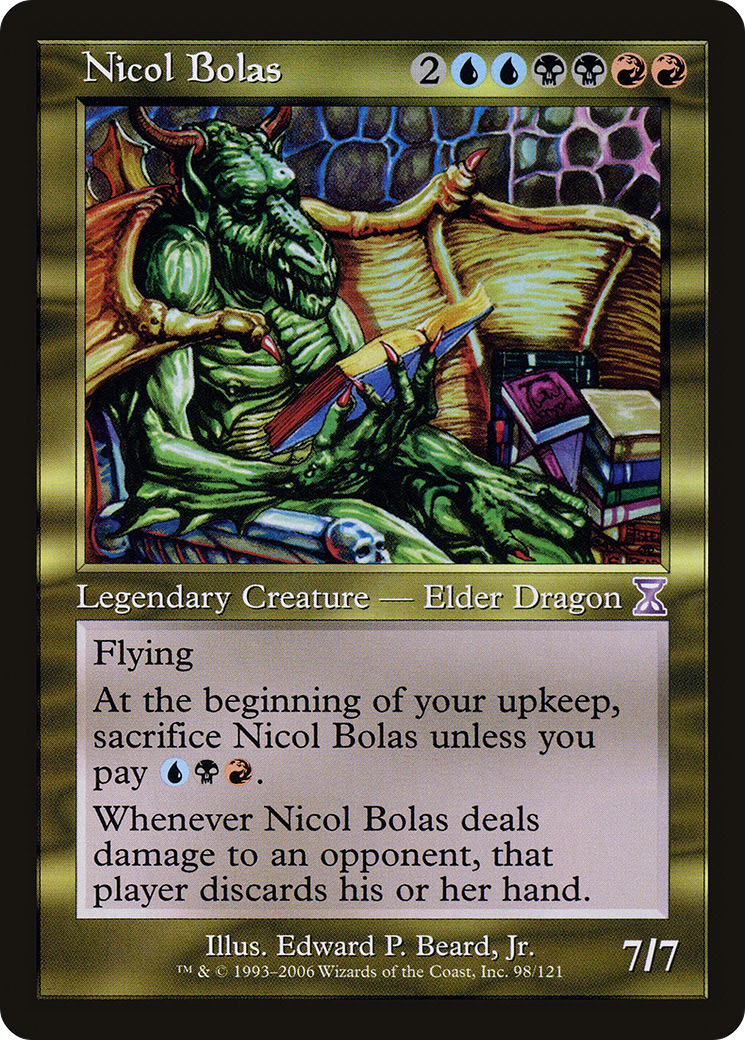 Nicol Bolas 2
Legendary Creature — Elder Dragon
Flying
At the beginning of your upkeep,
sacrifice Nicol Bolas unless you
pay .
Whenever Nicol Bolas deals
damage to an opponent, that
player discards his or her hand.
Illus. Edward P. Beard, Jr.
™ & © 1993–2006 Wizards of the Coast, Inc. 98/121
7/7